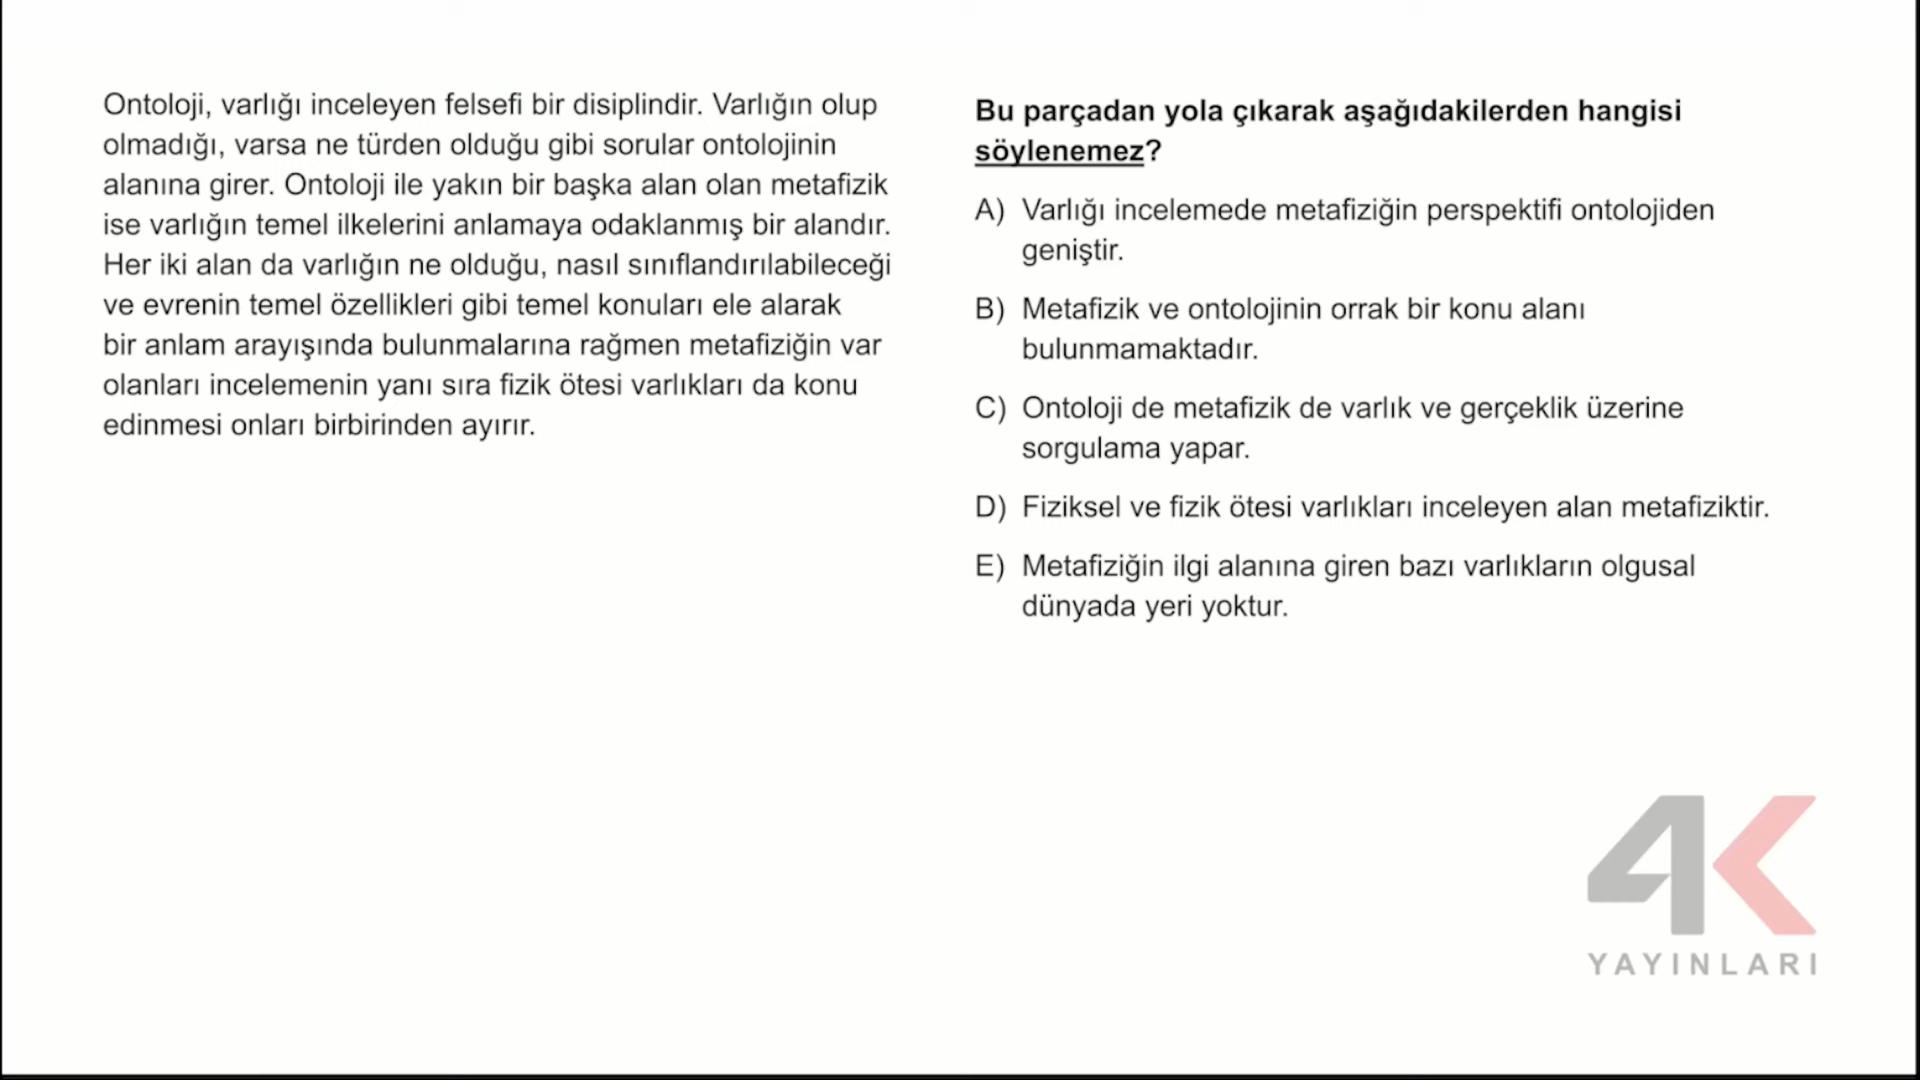 Ontoloji, varlığı inceleyen felsefi bir disiplindir. Varlığın olup
olmadığı, varsa ne türden olduğu gibi sorular ontolojinin
alanına girer. Ontoloji ile yakın bir başka alan olan metafizik
ise varlığın temel ilkelerini anlamaya odaklanmış bir alandır.
Her iki alan da varlığın ne olduğu, nasıl sınıflandırılabileceği
ve evrenin temel özellikleri gibi temel konuları ele alarak
bir anlam arayışında bulunmalarına rağmen metafiziğin var
olanları incelemenin yanı sıra fizik ötesi varlıkları da konu
edinmesi onları birbirinden ayırır.
Bu parçadan yola çıkarak aşağıdakilerden hangisi
söylenemez?
A) Varlığı incelemede metafiziğin perspektifi ontolojiden
geniştir.
B) Metafizik ve ontolojinin orrak bir konu alanı
bulunmamaktadır.
C) Ontoloji de metafizik de varlık ve gerçeklik üzerine
sorgulama yapar.
D) Fiziksel ve fizik ötesi varlıkları inceleyen alan metafiziktir.
E) Metafiziğin ilgi alanına giren bazı varlıkların olgusal
dünyada yeri yoktur.
4K
YAYINLARI